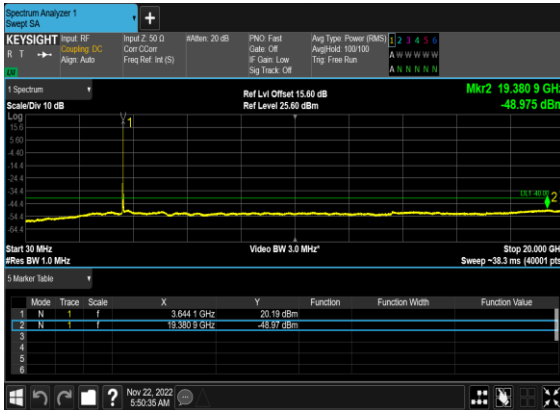 Spectrum Analyzer 1
Swept SA
+
KEYSIGHT Input: RF Input Z: 50 Ω #Atten: 20 dB PNO: Fast Avg Type: Power (RMS) 1 2 3 4 5 6
R T Coupling: DC Corr CCorr Gate: Off Avg|Hold: 100/100 A W W W W W
Align: Auto Freq Ref: Int (S) IF Gain: Low Trig: Free Run
Sig Track: Off A N N N N N
1 Spectrum Ref Lvl Offset 15.60 dB Mkr2 19.380 9 GHz
Scale/Div 10 dB Ref Level 25.60 dBm -48.975 dBm
Log
15.6
5.60
-4.40
-14.4
-24.4
-34.4
-44.4
-54.4
-64.4
1
DL1 -40.00
2
Start 30 MHz Video BW 3.0 MHz* Stop 20.000 GHz
#Res BW 1.0 MHz Sweep ~38.3 ms (40001 pts)
5 Marker Table
Mode Trace Scale X Y Function Function Width Function Value
1 N 1 f 3.644 1 GHz 20.19 dBm
2 N 1 f 19.380 9 GHz -48.97 dBm
3
4
5
6
? Nov 22, 2022
5:50:35 AM